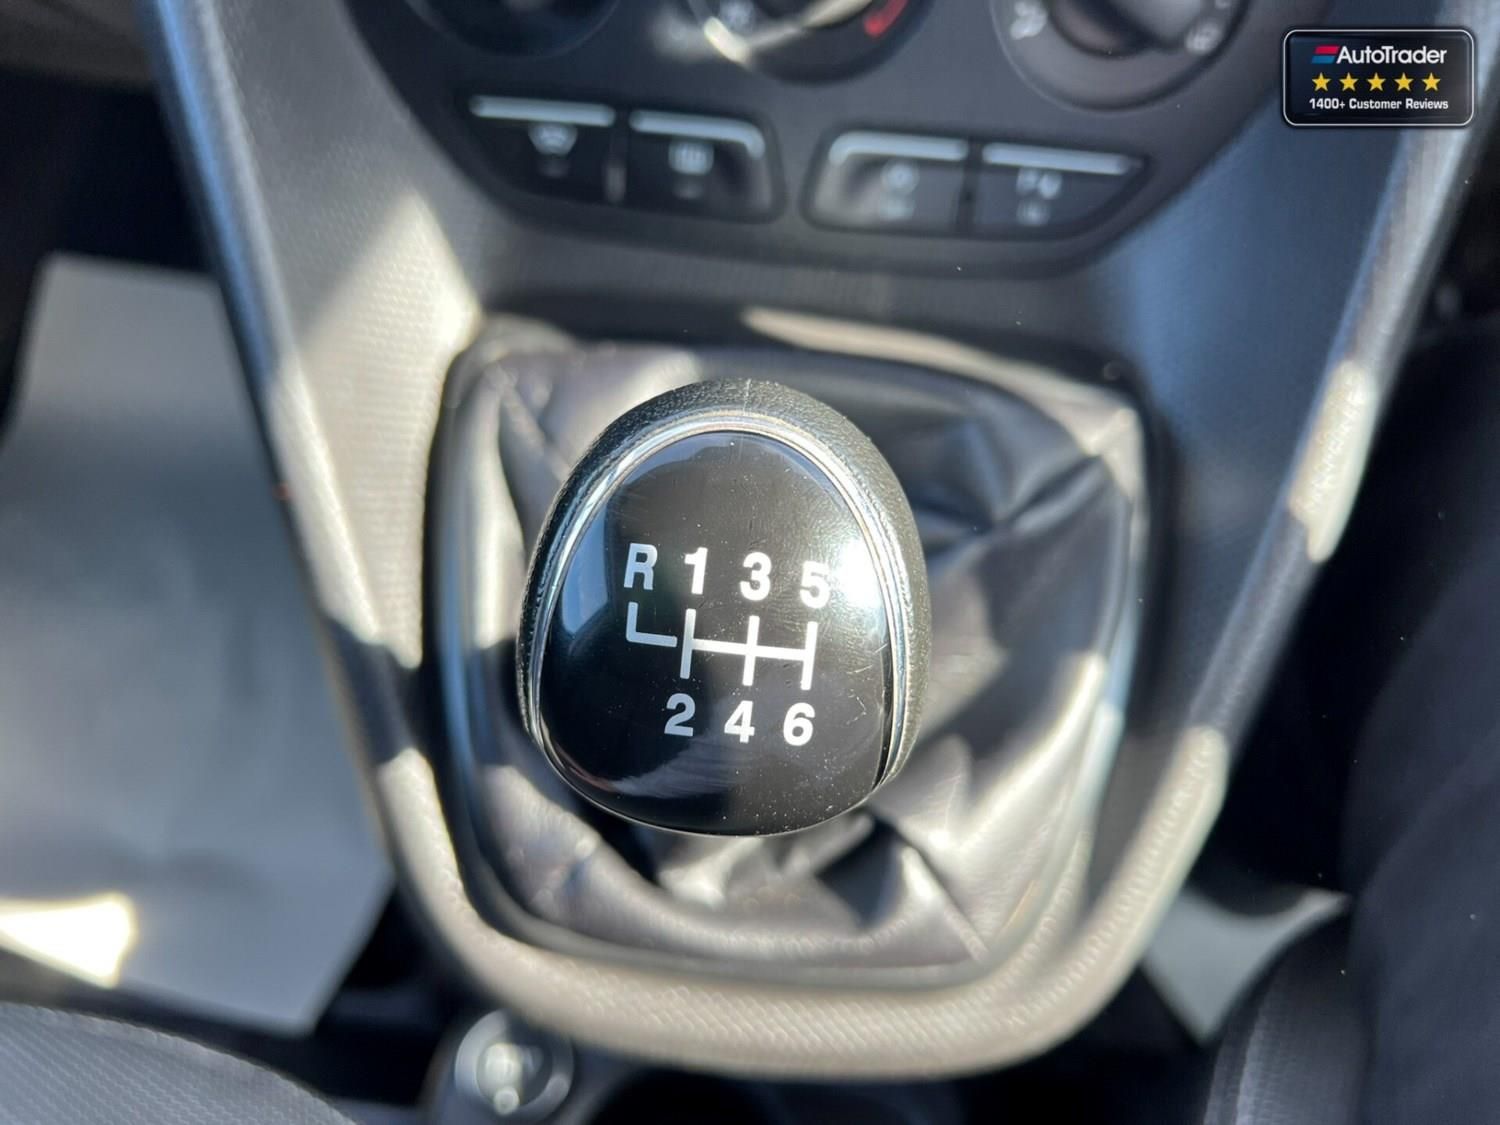 AutoTrader
1400+ Customer Reviews
R 1 3 5
2 4 6